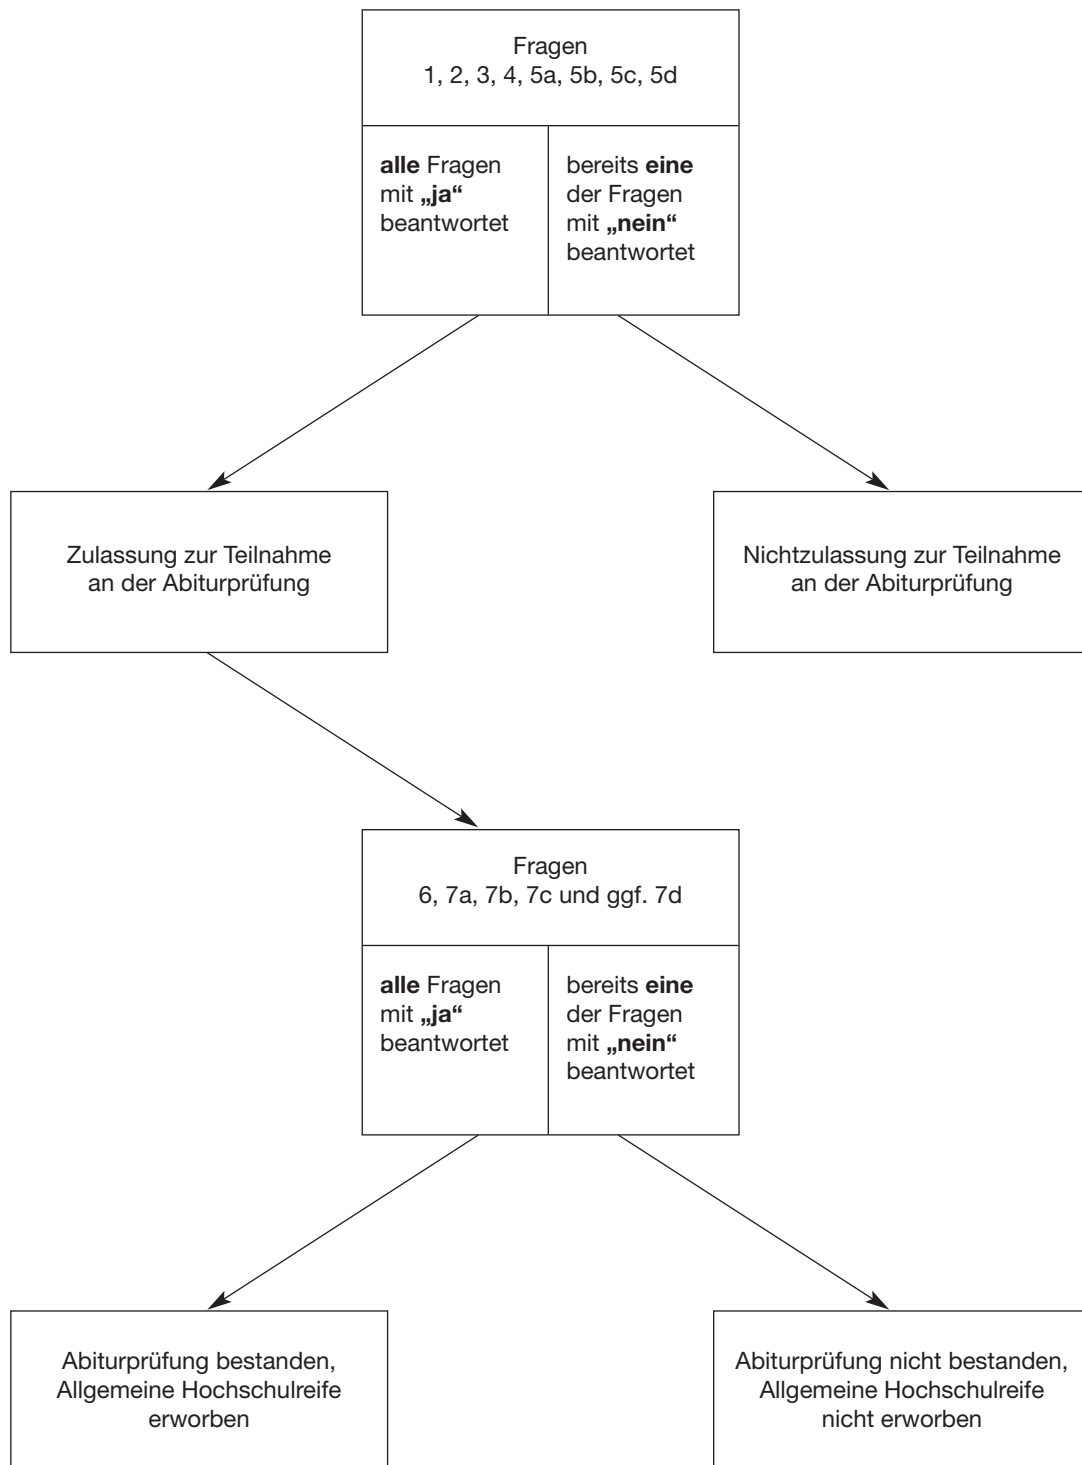 Fragen
1, 2, 3, 4, 5a, 5b, 5c, 5d
alle Fragen
mit „ja“
beantwortet
bereits eine
der Fragen
mit „nein“
beantwortet
Zulassung zur Teilnahme
an der Abiturprüfung
Nichtzulassung zur Teilnahme
an der Abiturprüfung
Fragen
6, 7a, 7b, 7c und ggf. 7d
alle Fragen
mit „ja“
beantwortet
bereits eine
der Fragen
mit „nein“
beantwortet
Abiturprüfung bestanden,
Allgemeine Hochschulreife
erworben
Abiturprüfung nicht bestanden,
Allgemeine Hochschulreife
nicht erworben